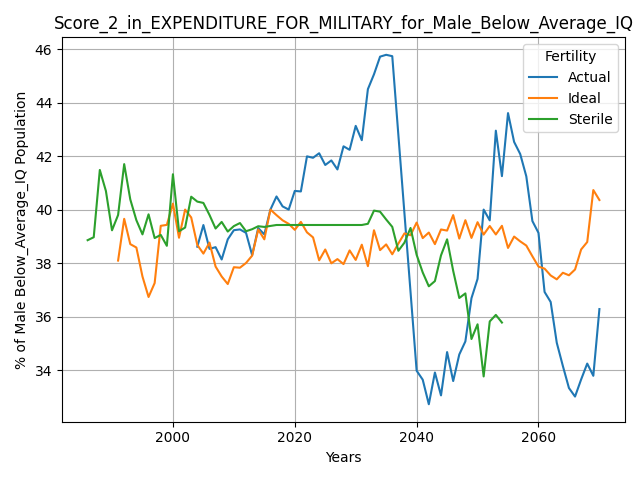 Score_2_in_EXPENDITURE_FOR_MILITARY_for_Male_Below_Average_IQ
Fertility
Actual
Ideal
Sterile
% of Male Below_Average_IQ Population
46
44
42
40
38
36
34
2000
2020
2040
2060
Years